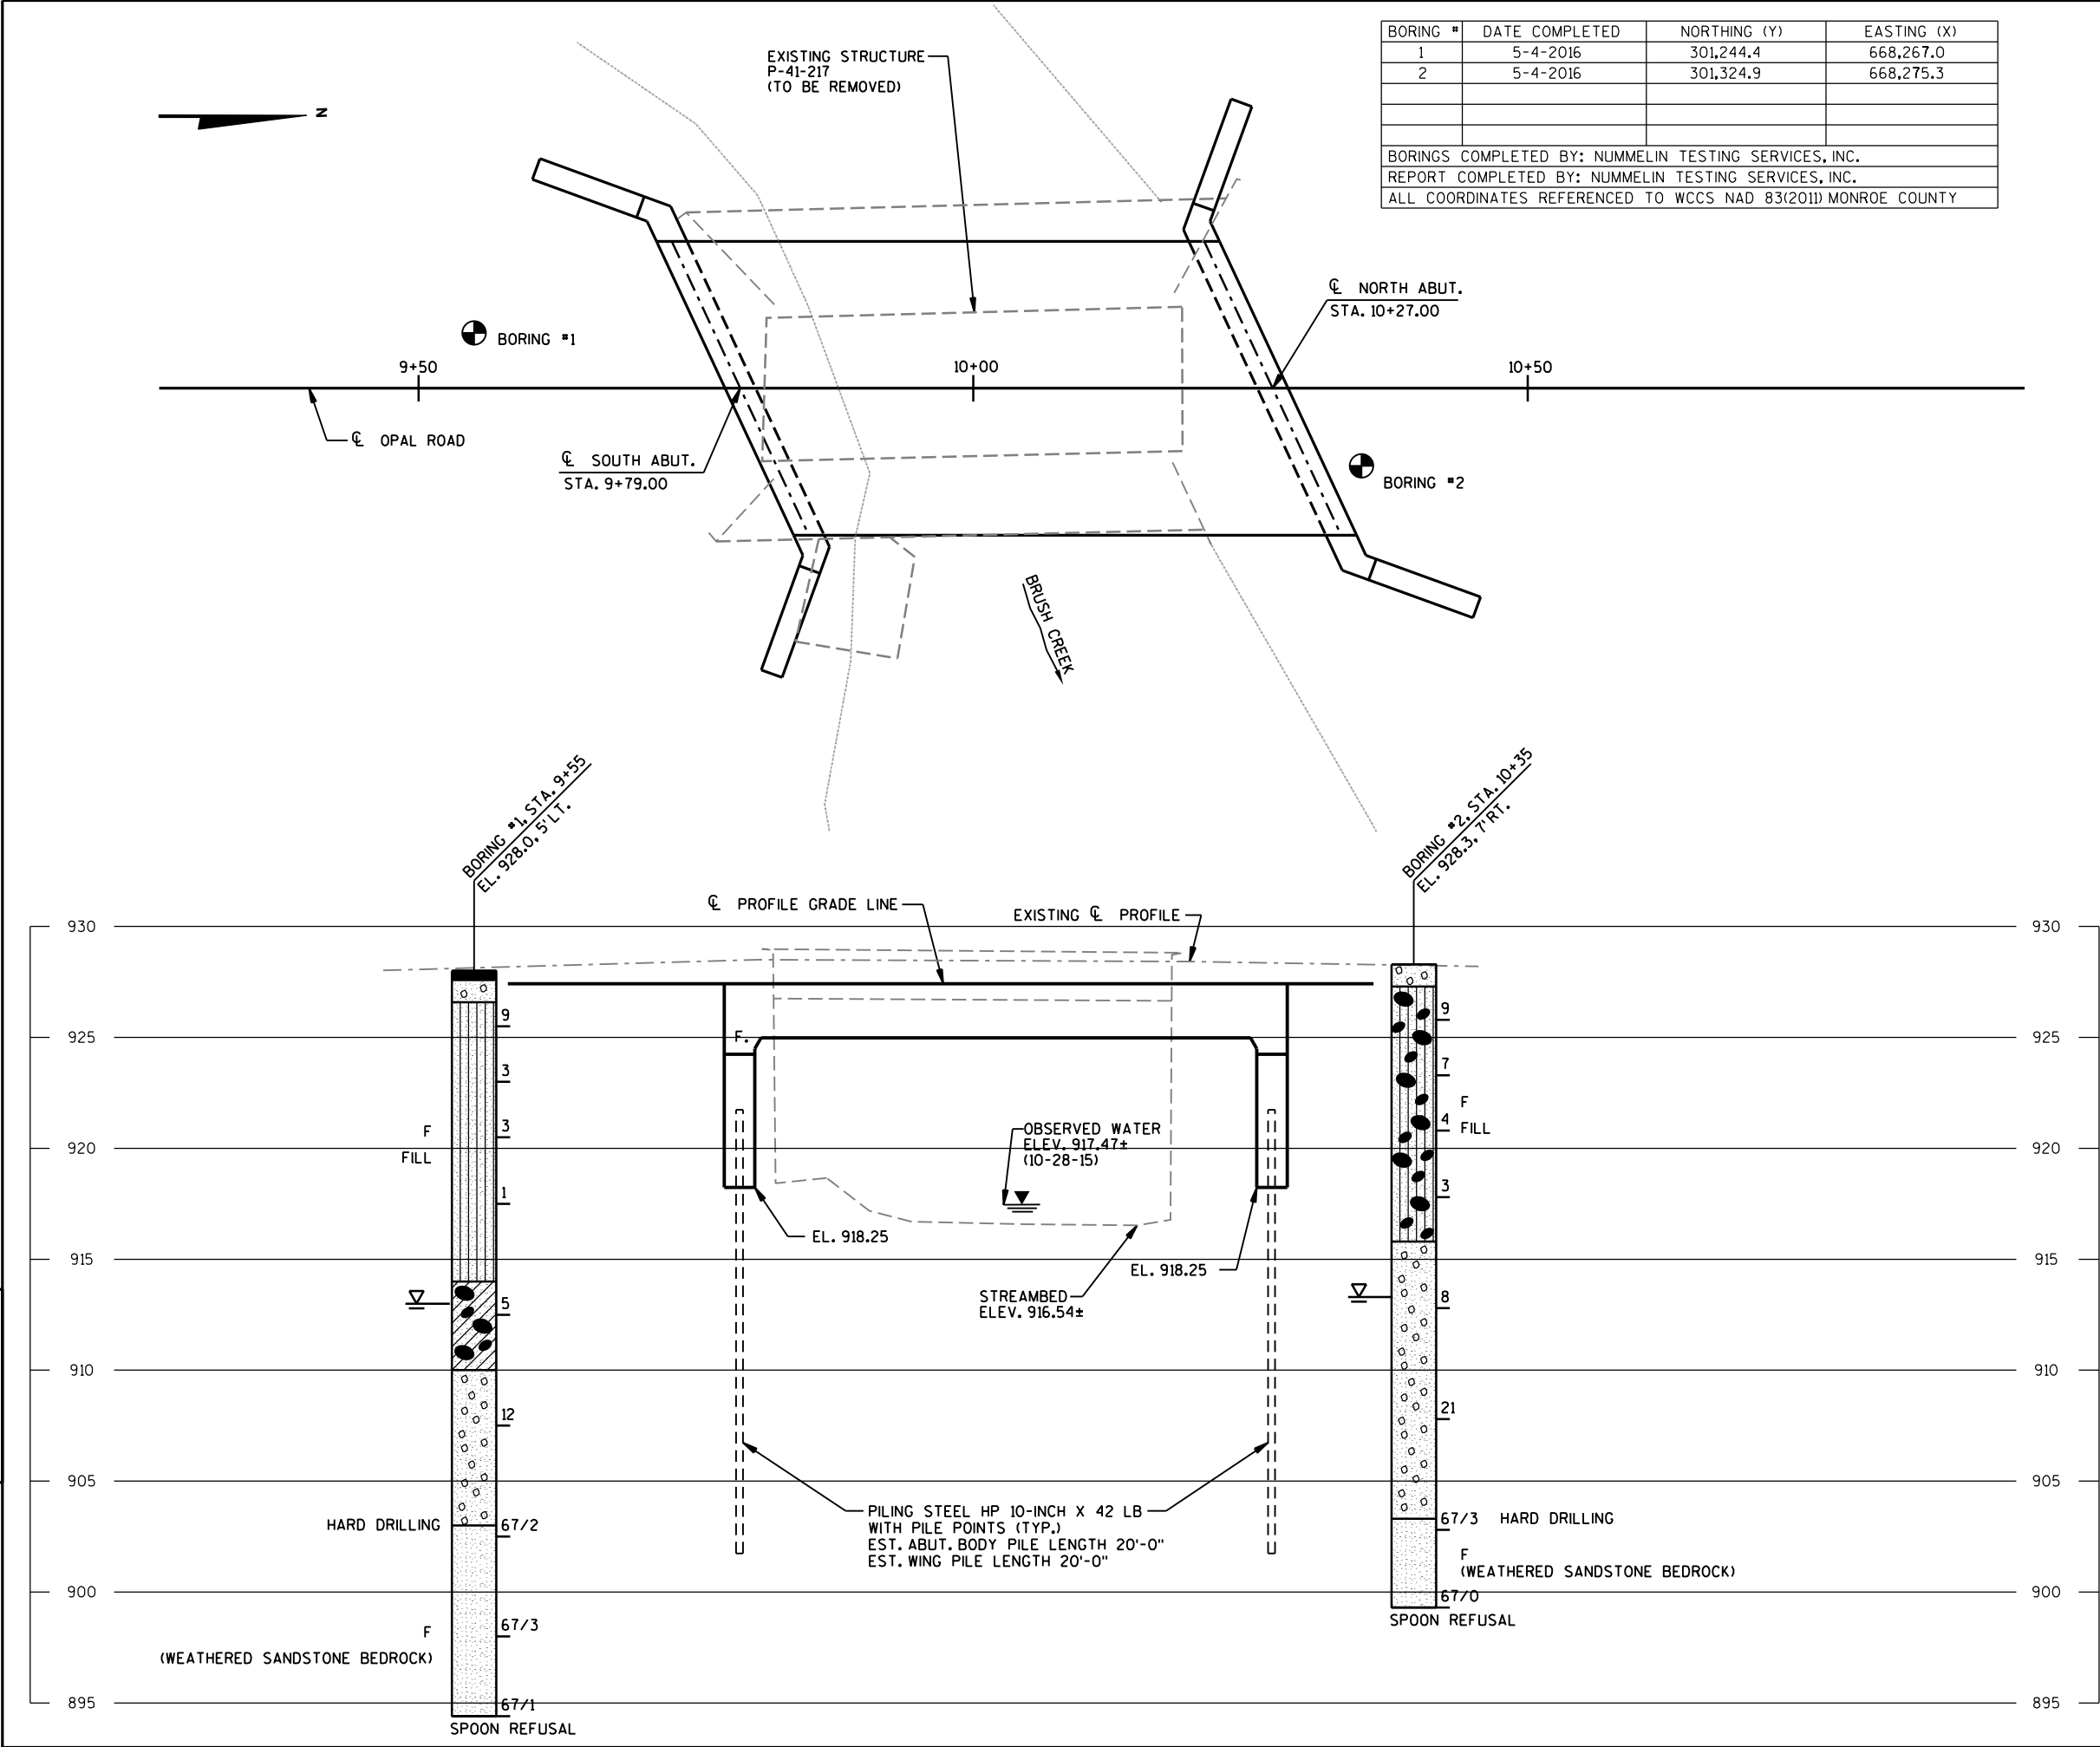 BORING # DATE COMPLETED NORTHING (Y) EASTING (X)
1 5-4-2016 301,244.4 668,267.0
2 5-4-2016 301,324.9 668,275.3
BORINGS COMPLETED BY: NUMMELIN TESTING SERVICES, INC.
REPORT COMPLETED BY: NUMMELIN TESTING SERVICES, INC.
ALL COORDINATES REFERENCED TO WCCS NAD 83(2011) MONROE COUNTY
EXISTING STRUCTURE
P-41-217
(TO BE REMOVED)
N
℄ NORTH ABUT.
STA. 10+27.00
BORING #1
9+50
10+00
10+50
℄ OPAL ROAD
℄ SOUTH ABUT.
STA. 9+79.00
BORING #2
BRUSH CREEK
BORING #1, STA. 9+55
EL. 928.0, 5' LT.
BORING #2, STA. 10+35
EL. 928.3, 7' RT.
℄ PROFILE GRADE LINE
EXISTING ℄ PROFILE
930
930
9
9
925
F.
925
3
7
F
F
3
4
FILL
FILL
920
OBSERVED WATER
ELEV. 917.47±
(10-28-15)
920
1
3
EL. 918.25
915
EL. 918.25
915
STREAMBED
ELEV. 916.54±
5
8
910
910
12
21
905
905
PILING STEEL HP 10-INCH X 42 LB
WITH PILE POINTS (TYP.)
EST. ABUT. BODY PILE LENGTH 20'-0"
EST. WING PILE LENGTH 20'-0"
HARD DRILLING 67/2
67/3 HARD DRILLING
F
(WEATHERED SANDSTONE BEDROCK)
900
67/0
900
SPOON REFUSAL
67/3
F
(WEATHERED SANDSTONE BEDROCK)
895
67/1
895
SPOON REFUSAL